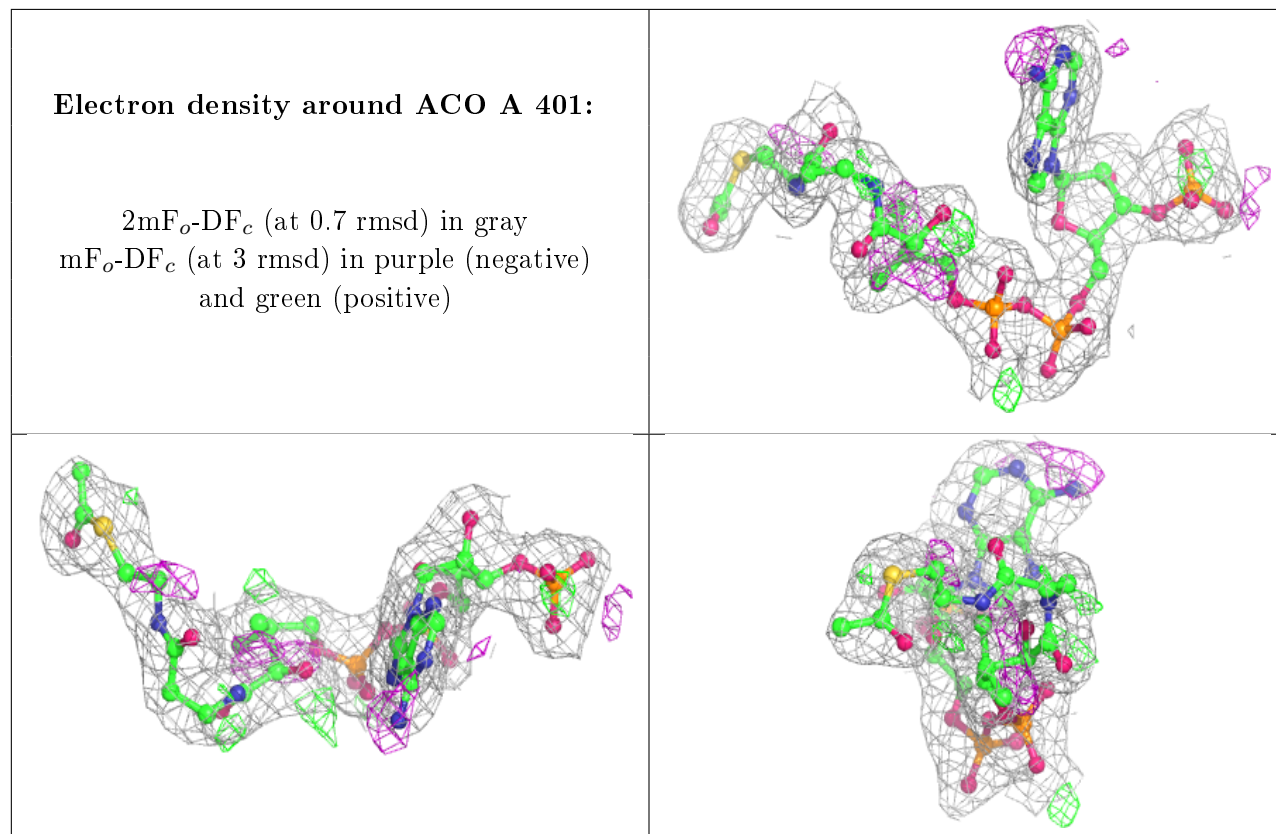 Electron density around ACO A 401:
2mFo-DFc (at 0.7 rmsd) in gray
mFo-DFc (at 3 rmsd) in purple (negative)
and green (positive)